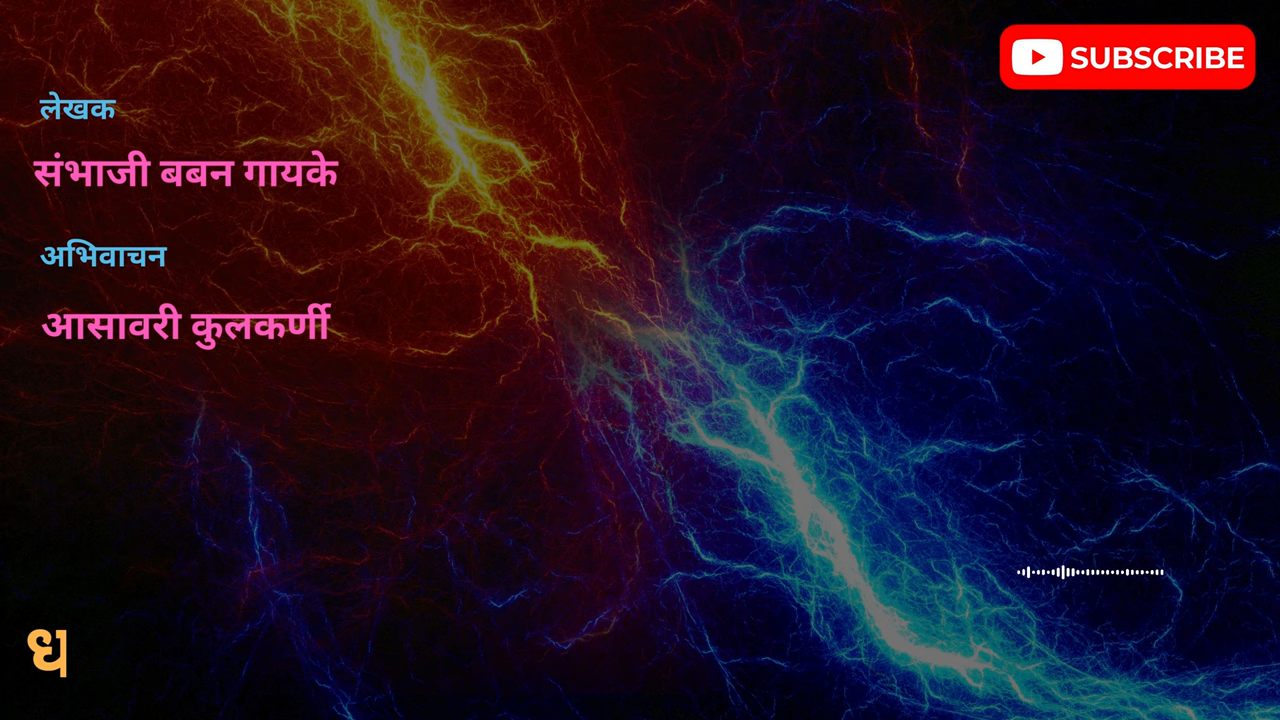 SUBSCRIBE
लेखक
संभाजी बबन गायके
अभिवाचन
आसावरी कुलकर्णी
ध